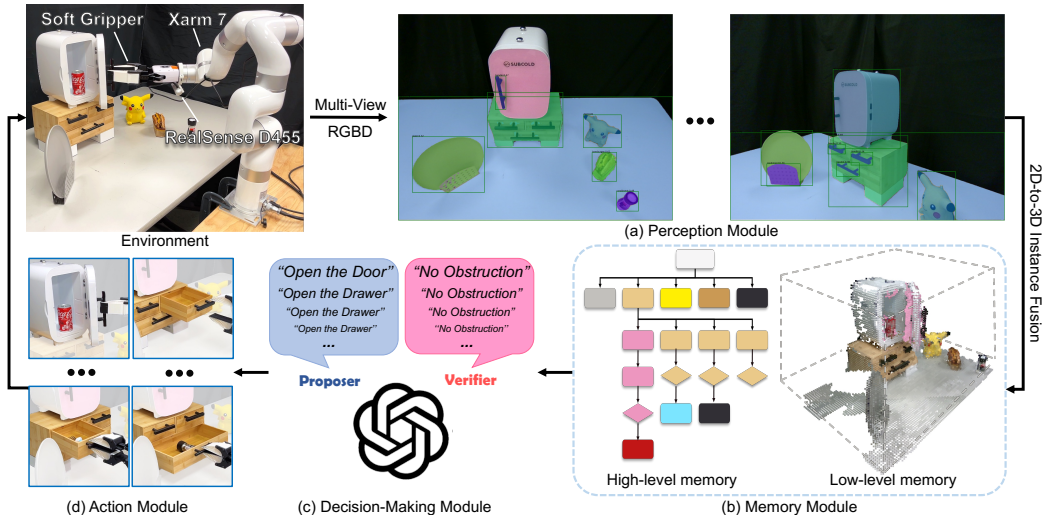 Soft Gripper
Xarm 7
RealSense D455
Environment
Multi-View
RGBD
SUBCOLD
(a) Perception Module
2D-to-3D Instance Fusion
“Open the Door”
“Open the Drawer”
“Open the Drawer”
“Open the Drawer”
...
Proposer
“No Obstruction”
“No Obstruction”
“No Obstruction”
“No Obstruction”
...
Verifier
High-level memory
Low-level memory
(d) Action Module
(c) Decision-Making Module
(b) Memory Module